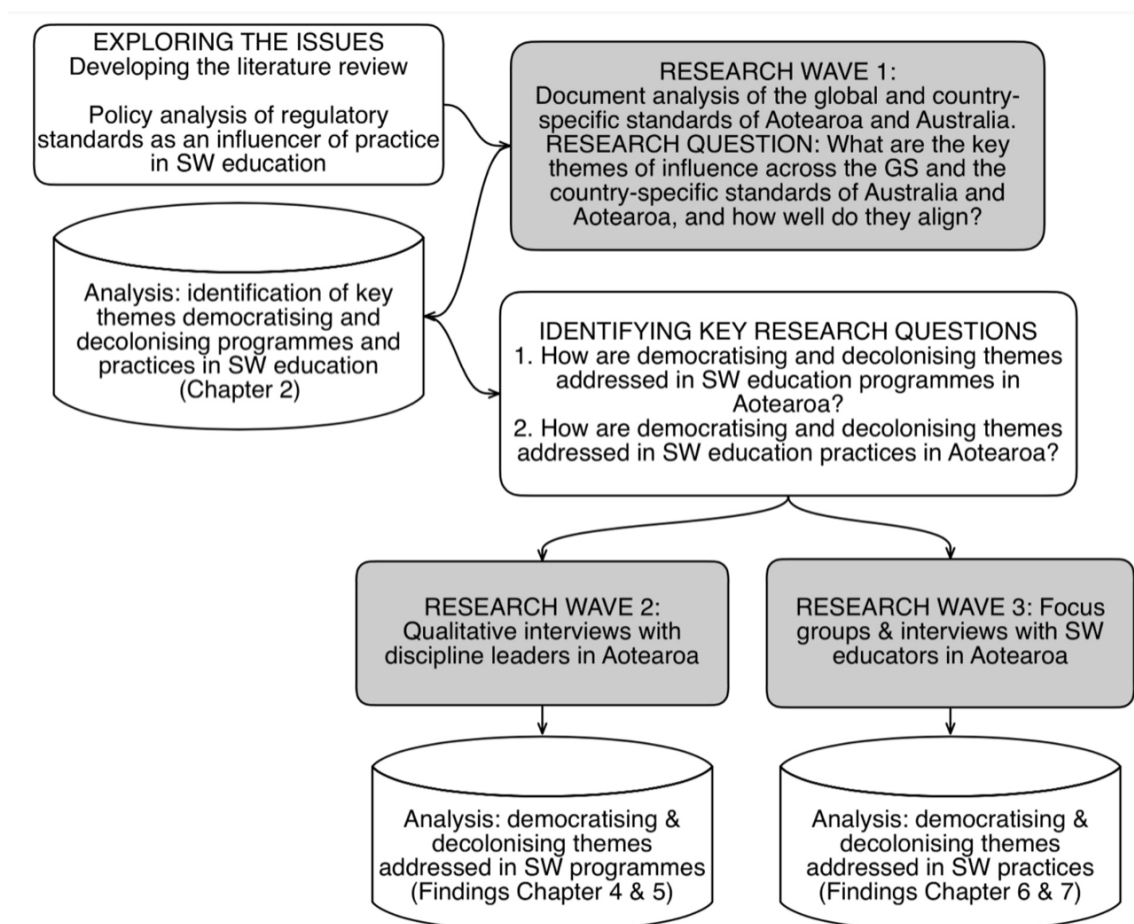 EXPLORING THE ISSUES
Developing the literature review
Policy analysis of regulatory
standards as an influencer of practice
in SW education
RESEARCH WAVE 1:
Document analysis of the global and country-
specific standards of Aotearoa and Australia.
RESEARCH QUESTION: What are the key
themes of influence across the GS and the
country-specific standards of Australia and
Aotearoa, and how well do they align?
Analysis: identification of key
themes democratising and
decolonising programmes and
practices in SW education
(Chapter 2)
IDENTIFYING KEY RESEARCH QUESTIONS
1. How are democratising and decolonising themes
addressed in SW education programmes in
Aotearoa?
2. How are democratising and decolonising themes
addressed in SW education practices in Aotearoa?
RESEARCH WAVE 2:
Qualitative interviews with
discipline leaders in Aotearoa
RESEARCH WAVE 3: Focus
groups & interviews with SW
educators in Aotearoa
Analysis: democratising &
decolonising themes
addressed in SW programmes
(Findings Chapter 4 & 5)
Analysis: democratising &
decolonising themes
addressed in SW practices
(Findings Chapter 6 & 7)